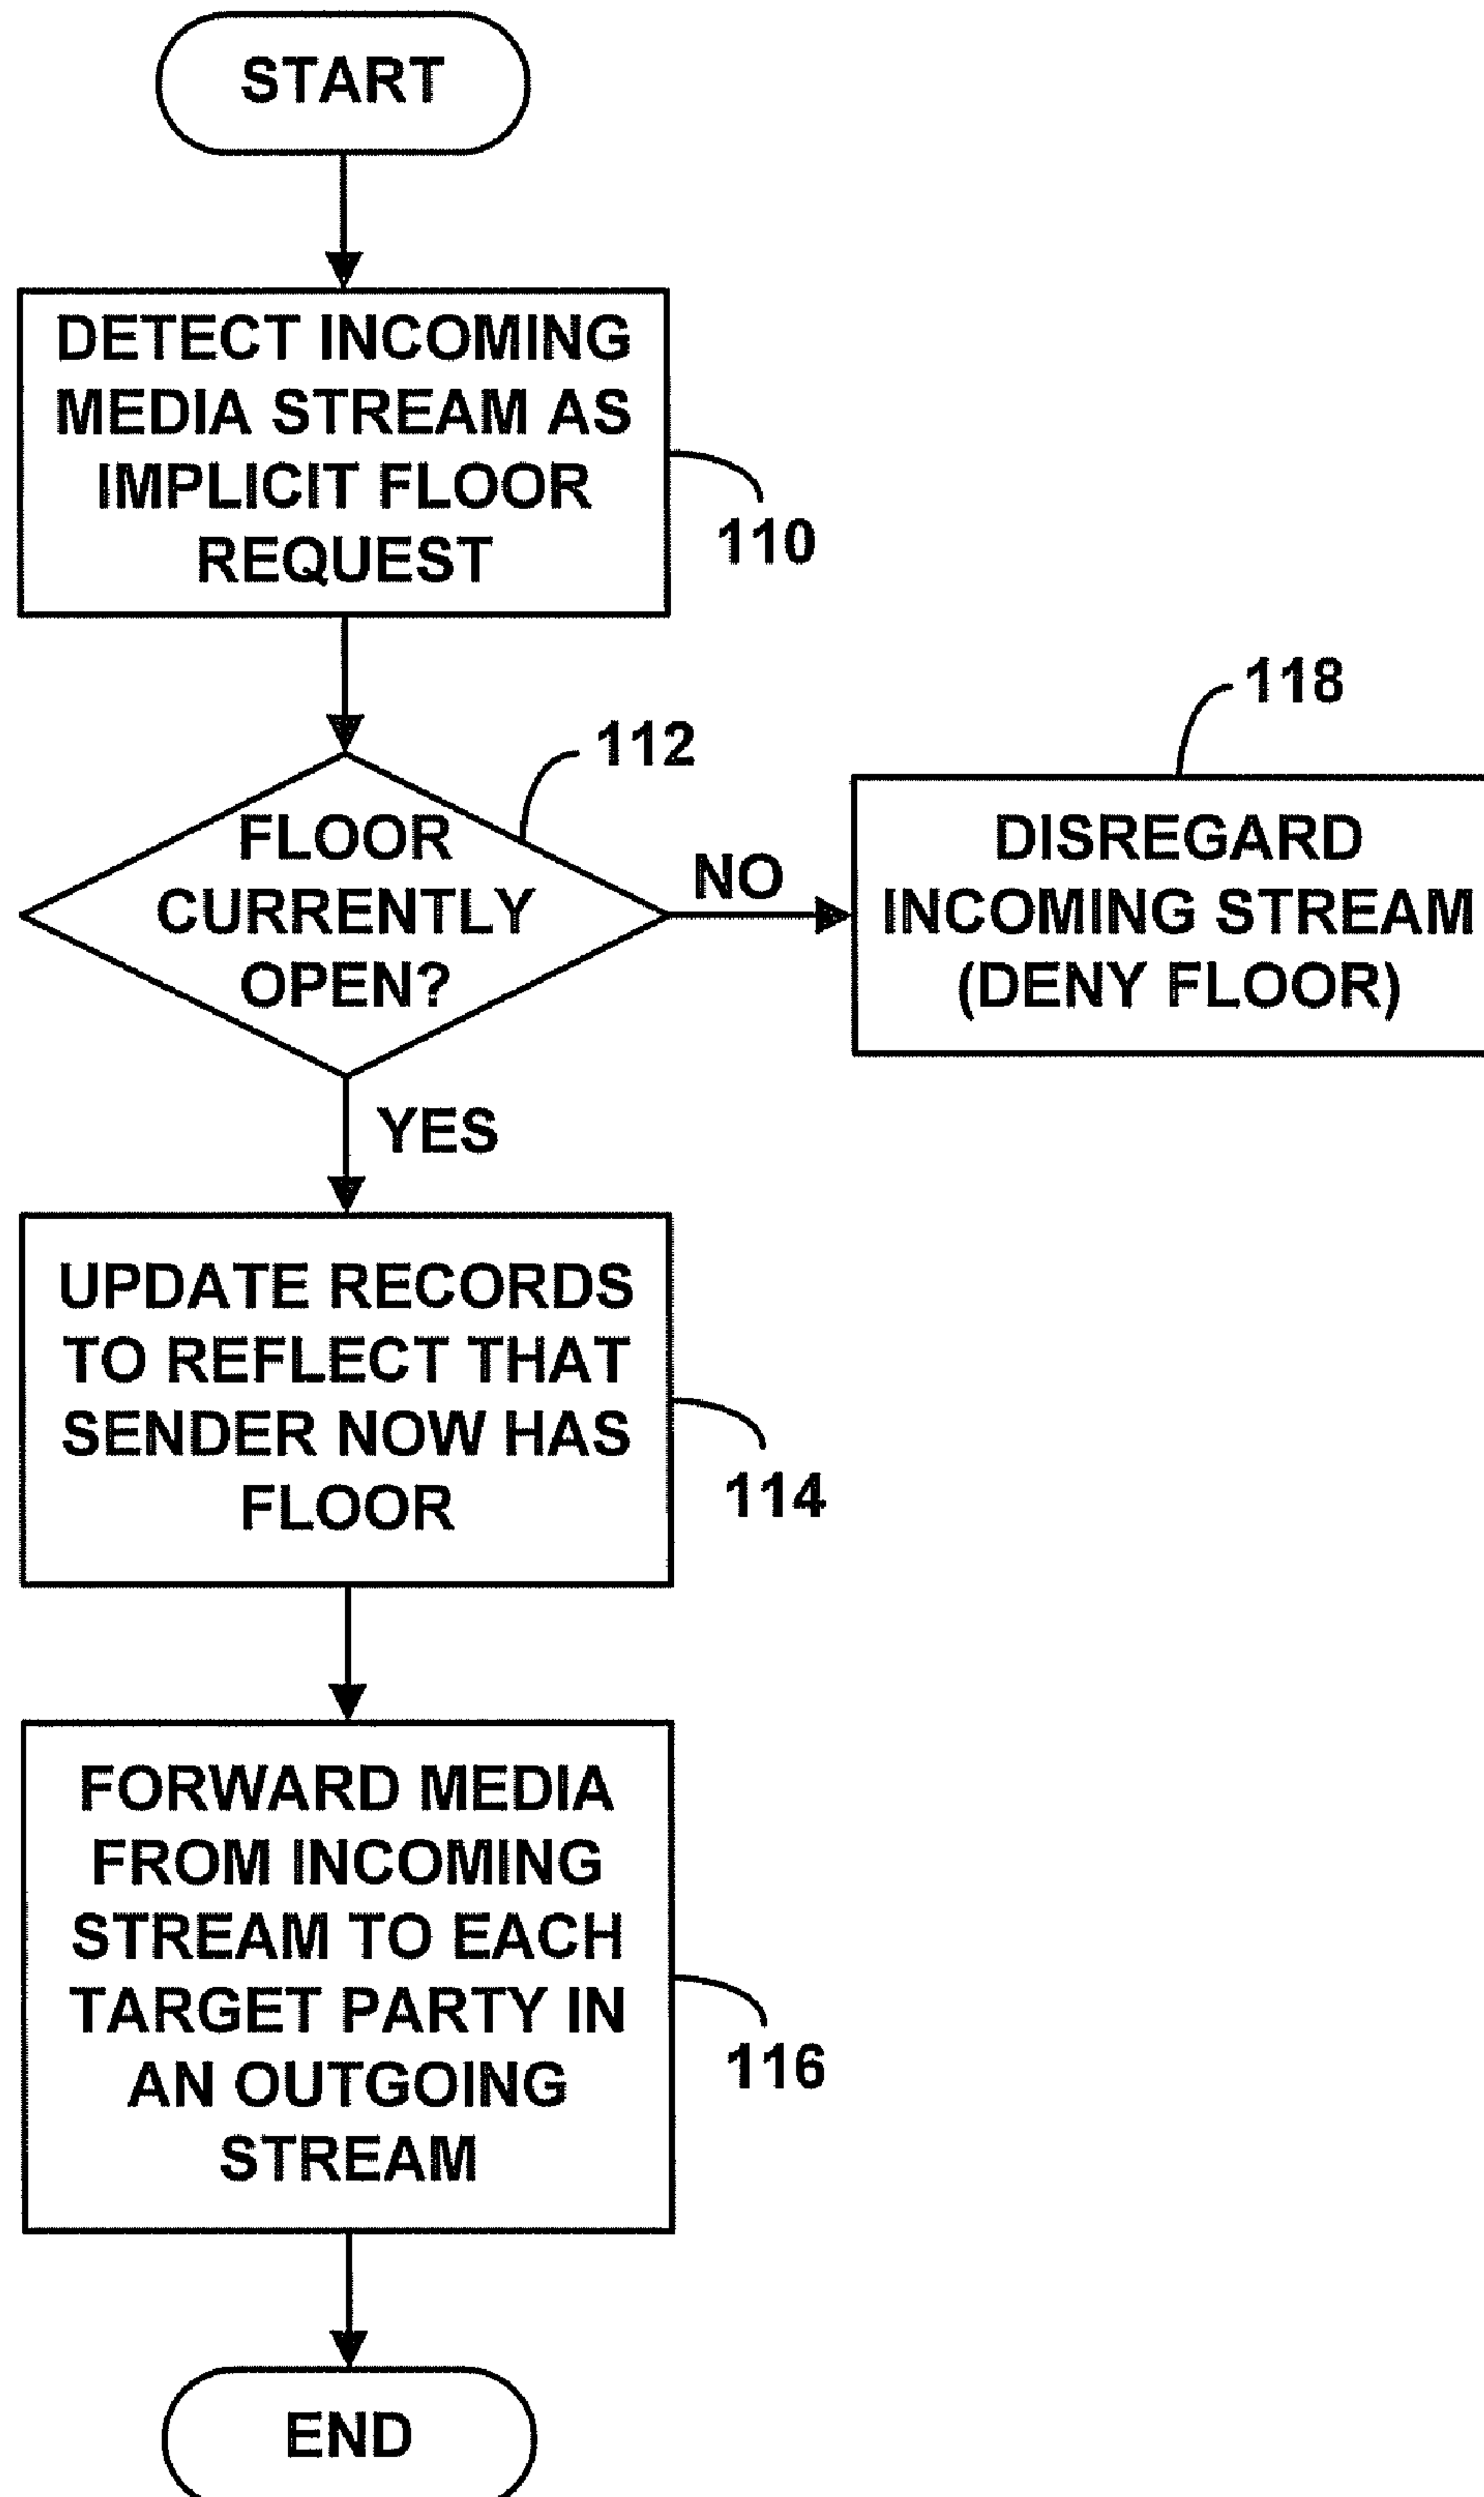 START
DETECT INCOMING
MEDIA STREAM AS
IMPLICIT FLOOR
REQUEST
110
112
118
FLOOR
CURRENTLY
OPEN?
NO
DISREGARD
INCOMING STREAM
(DENY FLOOR)
YES
UPDATE RECORDS
TO REFLECT THAT
SENDER NOW HAS
FLOOR
114
FORWARD MEDIA
FROM INCOMING
STREAM TO EACH
TARGET PARTY IN
AN OUTGOING
STREAM
116
END